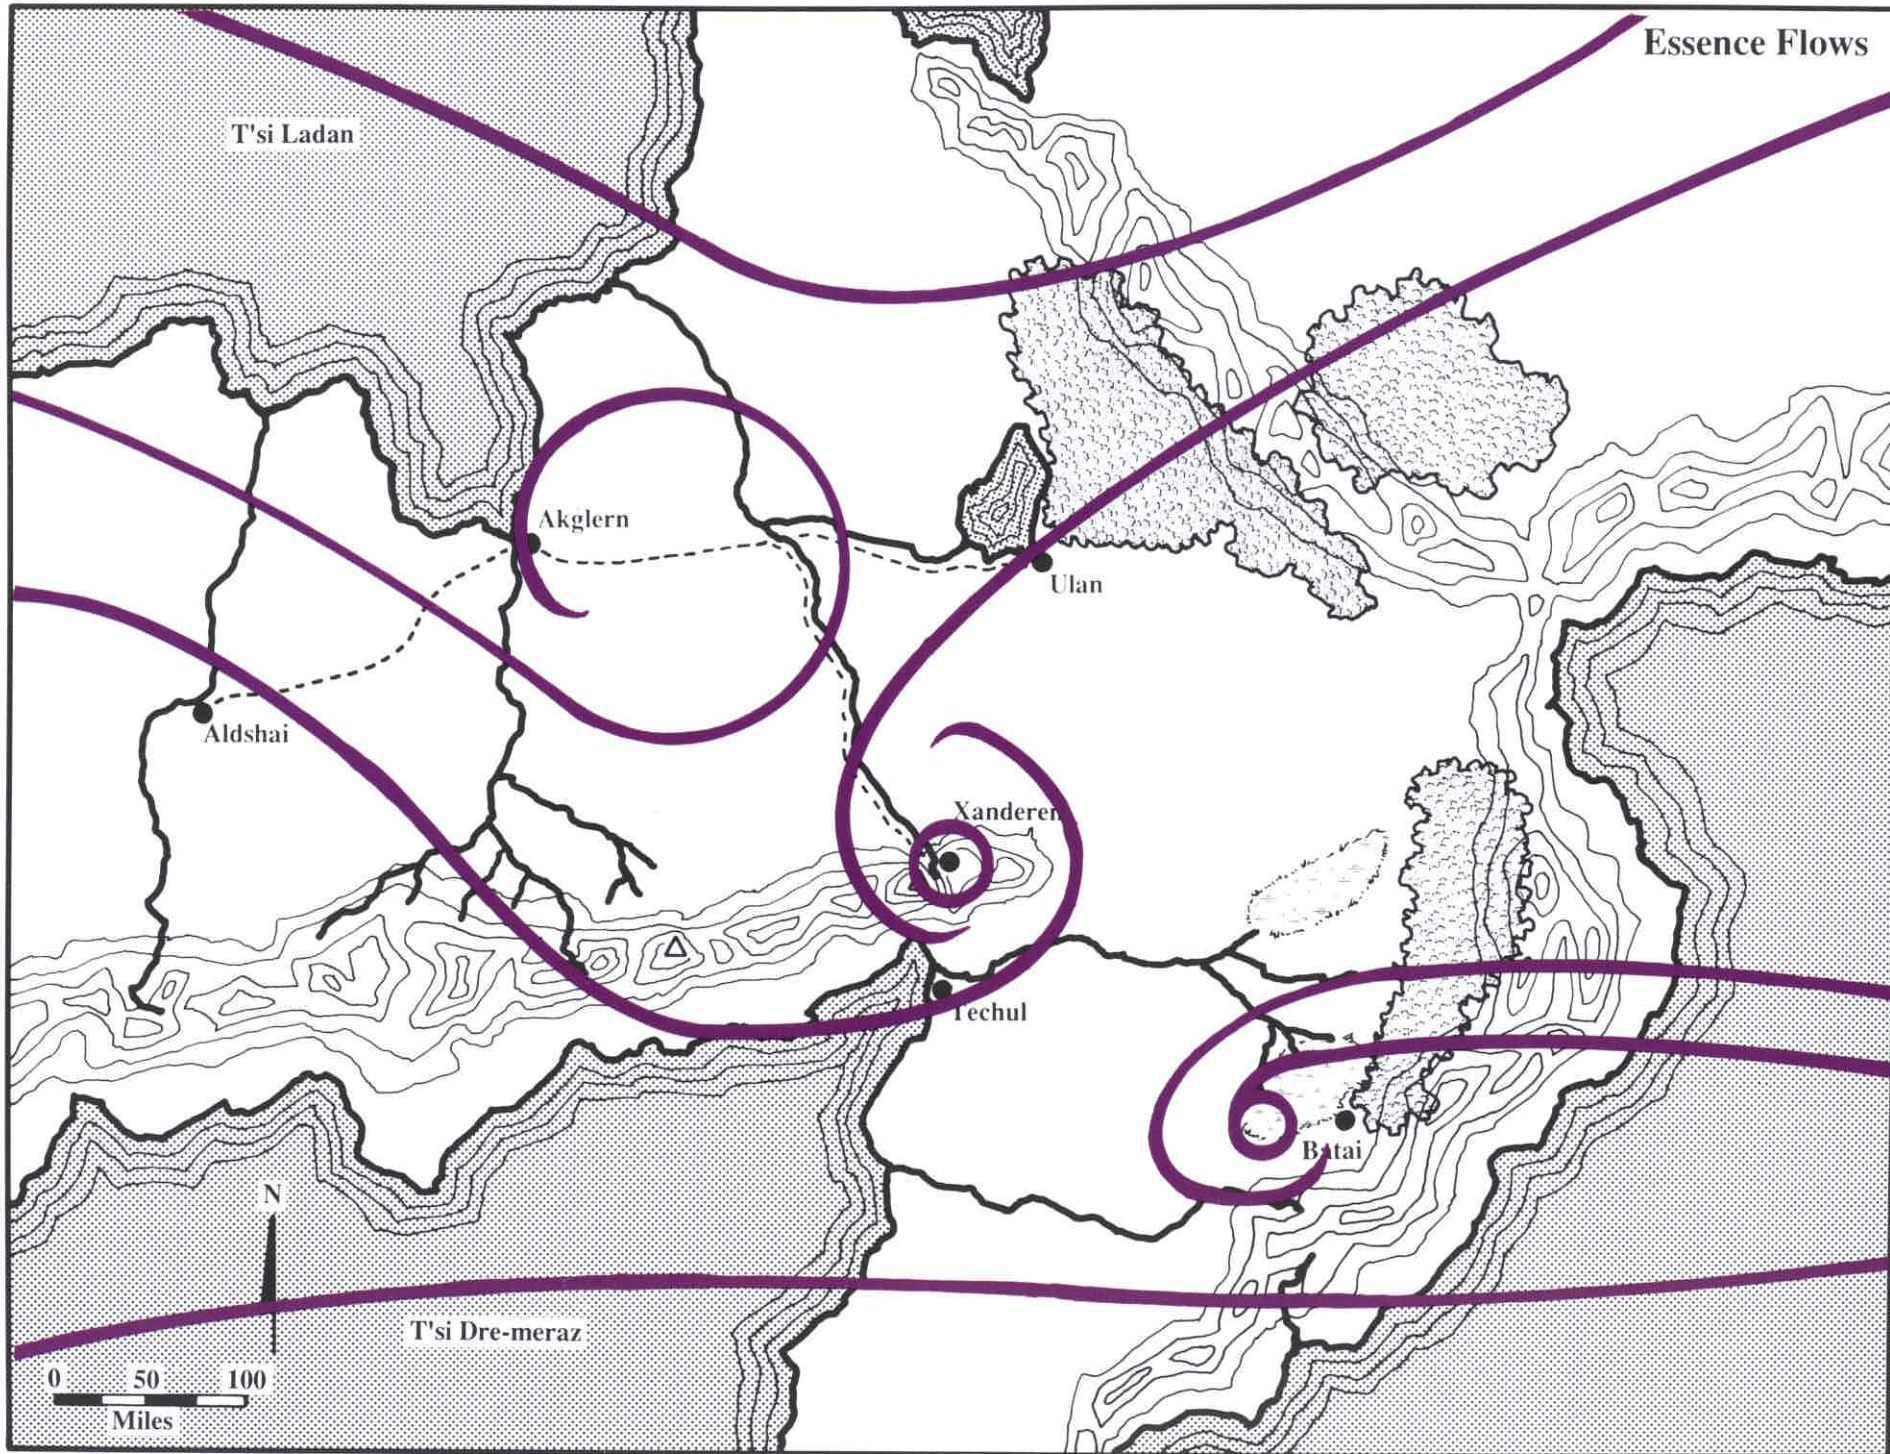 Essence Flows
T'si Ladan
Akglern
Ulan
Aldshai
Xanderen
Techul
Batai
N
T'si Dre-meraz
0 50 100
Miles